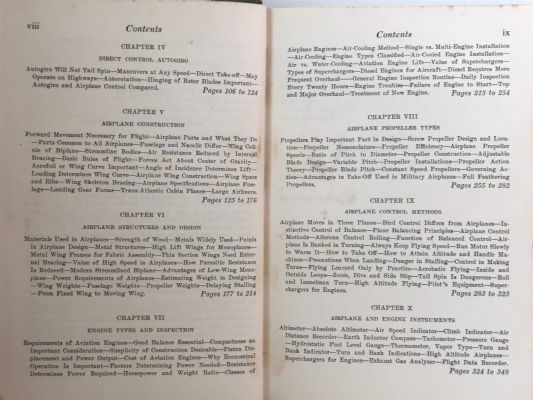 viii
Contents
CHAPTER IV
DIRECT CONTROL AUTOGIRO
Autogiro Will Not Tail Spin—Maneuvers at Any Speed—Direct Take-off—May
Operate on Highways—Autorotation—Hinging of Rotor Blades Important—
Autogiro and Airplane Compared.
Pages 106 to 124
CHAPTER V
AIRPLANE CONSTRUCTION
Forward Movement Necessary for Flight—Airplane Parts and What They Do
—Parts Common to All Airplanes—Fuselage and Nacelle Differ—Wing Cel-
lule of Biplane—Streamline Bodies—Air Resistance Reduced by Internal
Bracing—Basic Rules of Flight—Forces Act About Center of Gravity—
Aerofoil or Wing Curve Important—Angle of Incidence Determines Lift—
Loading Determines Wing Curve—Airplane Wing Construction—Wing Spars
and Ribs—Wing Skeleton Bracing—Airplane Specifications—Airplane Fuse-
lage—Landing Gear Forms—Trans-Atlantic Cabin Planes—Large Airliners.
Pages 125 to 176
CHAPTER VI
AIRPLANE STRUCTURES AND DESIGN
Materials Used in Airplanes—Strength of Wood—Metals Widely Used—Points
in Airplane Design—Metal Structures—High Lift Wings for Monoplanes—
Metal Wing Frames for Fabric Assembly—Thin Section Wings Need Exter-
nal Bracing—Value of High Speed in Airplanes—How Parasitic Resistance
Is Reduced—Modern Streamlined Biplane—Advantages of Low-Wing Mono-
plane—Power Requirements of Airplanes—Estimating Weight in Designing
—Wing Weights—Fuselage Weights—Propeller Weights—Delaying Stalling
—From Fixed Wing to Moving Wing.
Pages 177 to 214
CHAPTER VII
ENGINE TYPES AND INSPECTION
Requirements of Aviation Engines—Good Balance Essential—Compactness an
Important Consideration—Simplicity of Construction Desirable—Piston Dis-
placement and Power Output—Cost of Aviation Engines—Why Economical
Operation Is Important—Factors Determining Power Needed—Resistance
Determines Power Required—Horsepower and Weight Ratio—Classes of
Contents
ix
Airplane Engines—Air-Cooling Method—Single vs. Multi-Engine Installation
—Air-Cooling—Engine Types Classified—Air-Cooled Engine Installation—
Air vs. Water-Cooling—Aviation Engine Life—Value of Superchargers—
Types of Superchargers—Diesel Engines for Aircraft—Diesel Requires More
Frequent Overhaul—General Engine Inspection Routine—Daily Inspection
Every Twenty Hours—Engine Troubles—Failure of Engine to Start—Top
and Major Overhaul—Treatment of New Engine.
Pages 215 to 254
CHAPTER VIII
AIRPLANE PROPELLER TYPES
Propellers Play Important Part in Design—Screw Propeller Design and Loca-
tion—Propeller Nomenclature—Propeller Efficiency—Airplane Propeller
Speeds—Ratio of Pitch to Diameter—Propeller Construction—Adjustable
Blade Design—Variable Pitch—Propeller Installations—Propeller Action
Theory—Propeller Blade Pitch—Constant Speed Propellers—Governing Ac-
tion—Advantages in Take-Off Used in Military Airplanes—Full Feathering
Propellers.
Pages 255 to 282
CHAPTER IX
AIRPLANE CONTROL METHODS
Airplane Moves in Three Planes—Bird Control Differs from Airplanes—In-
stinctive Control of Balance—Plane Balancing Principles—Airplane Control
Methods—Ailerons Control Rolling—Function of Balanced Control—Air-
plane Is Banked in Turning—Always Keep Flying Speed—Run Motor Slowly
to Warm It—How to Take Off—How to Attain Altitude and Handle Ma-
chine—Precautions When Landing—Danger in Stalling—Control in Making
Turns—Flying Learned Only by Practice—Acrobatic Flying—Inside and
Outside Loops—Zoom, Dive and Side Slip—Tail Spin Is Dangerous—Roll
and Immelman Turn—High Altitude Flying—Pilot's Equipment—Super-
chargers for Engines.
Pages 283 to 323
CHAPTER X
AIRPLANE AND ENGINE INSTRUMENTS
Altimeter—Absolute Altimeter—Air Speed Indicator—Climb Indicator—Air
Distance Recorder—Earth Inductor Compass—Tachometer—Pressure Gauge
—Hydrostatic Fuel Level Gauge—Thermometer, Vapor Type—Turn and
Bank Indicator—Turn and Bank Indications—High Altitude Airplanes—
Superchargers for Engines—Exhaust Gas Analyser—Flight Data Recorder.
Pages 324 to 348